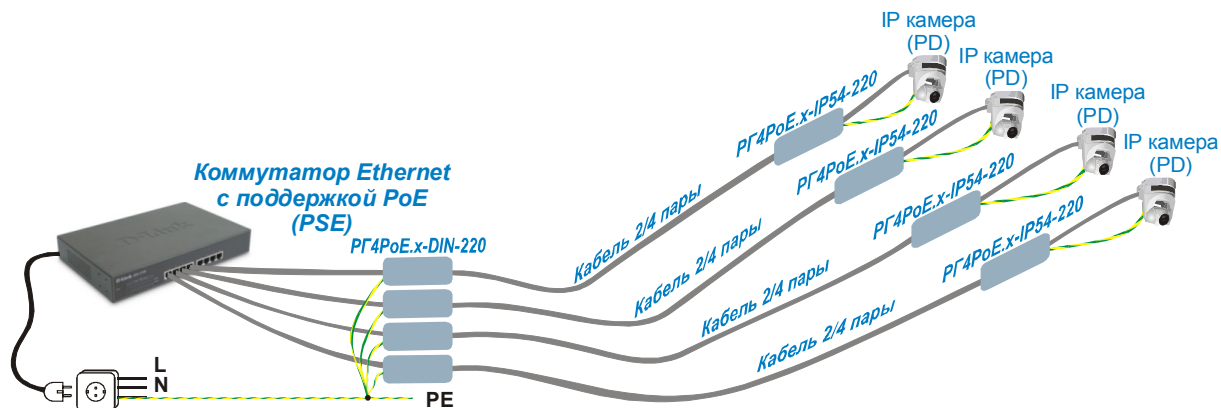 IP камера
(PD)
IP камера
(PD)
IP камера
(PD)
IP камера
(PD)
РГ4PoE.x-IP54-220
РГ4PoE.x-IP54-220
РГ4PoE.x-IP54-220
РГ4PoE.x-IP54-220
Коммутатор Ethernet
с поддержкой PoE
(PSE)
D-Link
РГ4PoE.x-DIN-220
Кабель 2/4 пары
Кабель 2/4 пары
Кабель 2/4 пары
Кабель 2/4 пары
L
N
PE